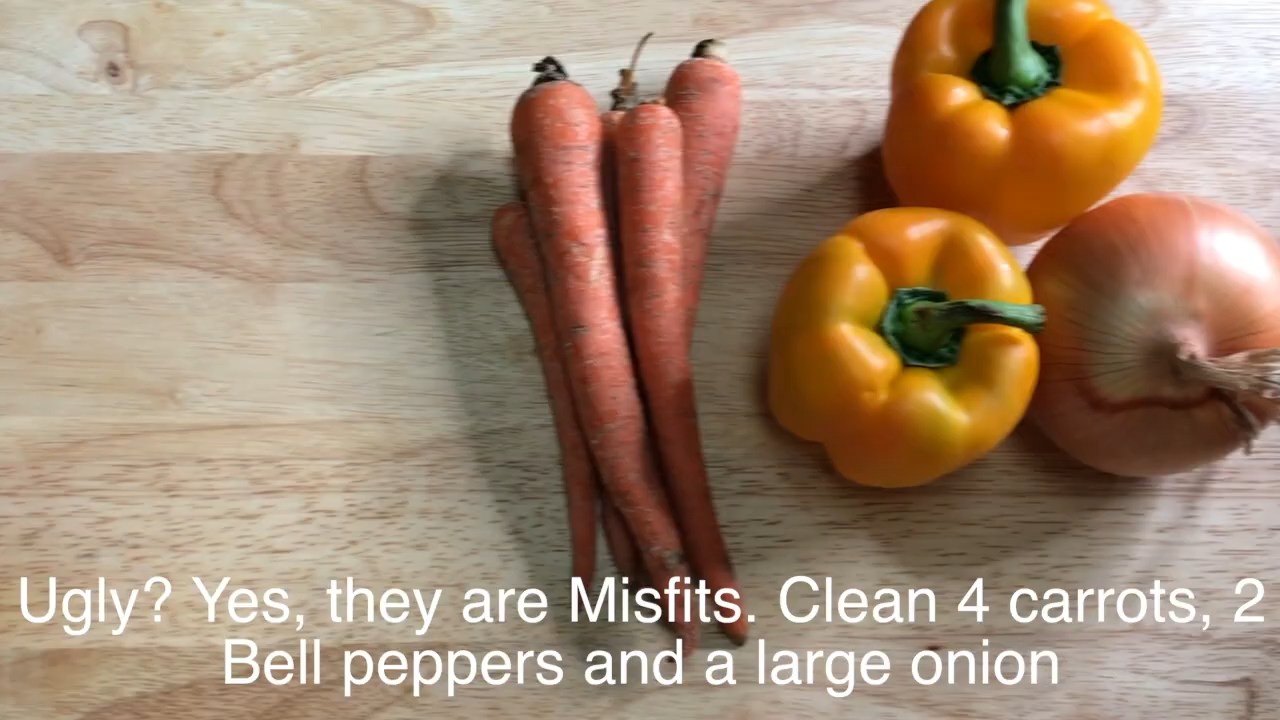 Ugly? Yes, they are Misfits. Clean 4 carrots, 2
Bell peppers and a large onion